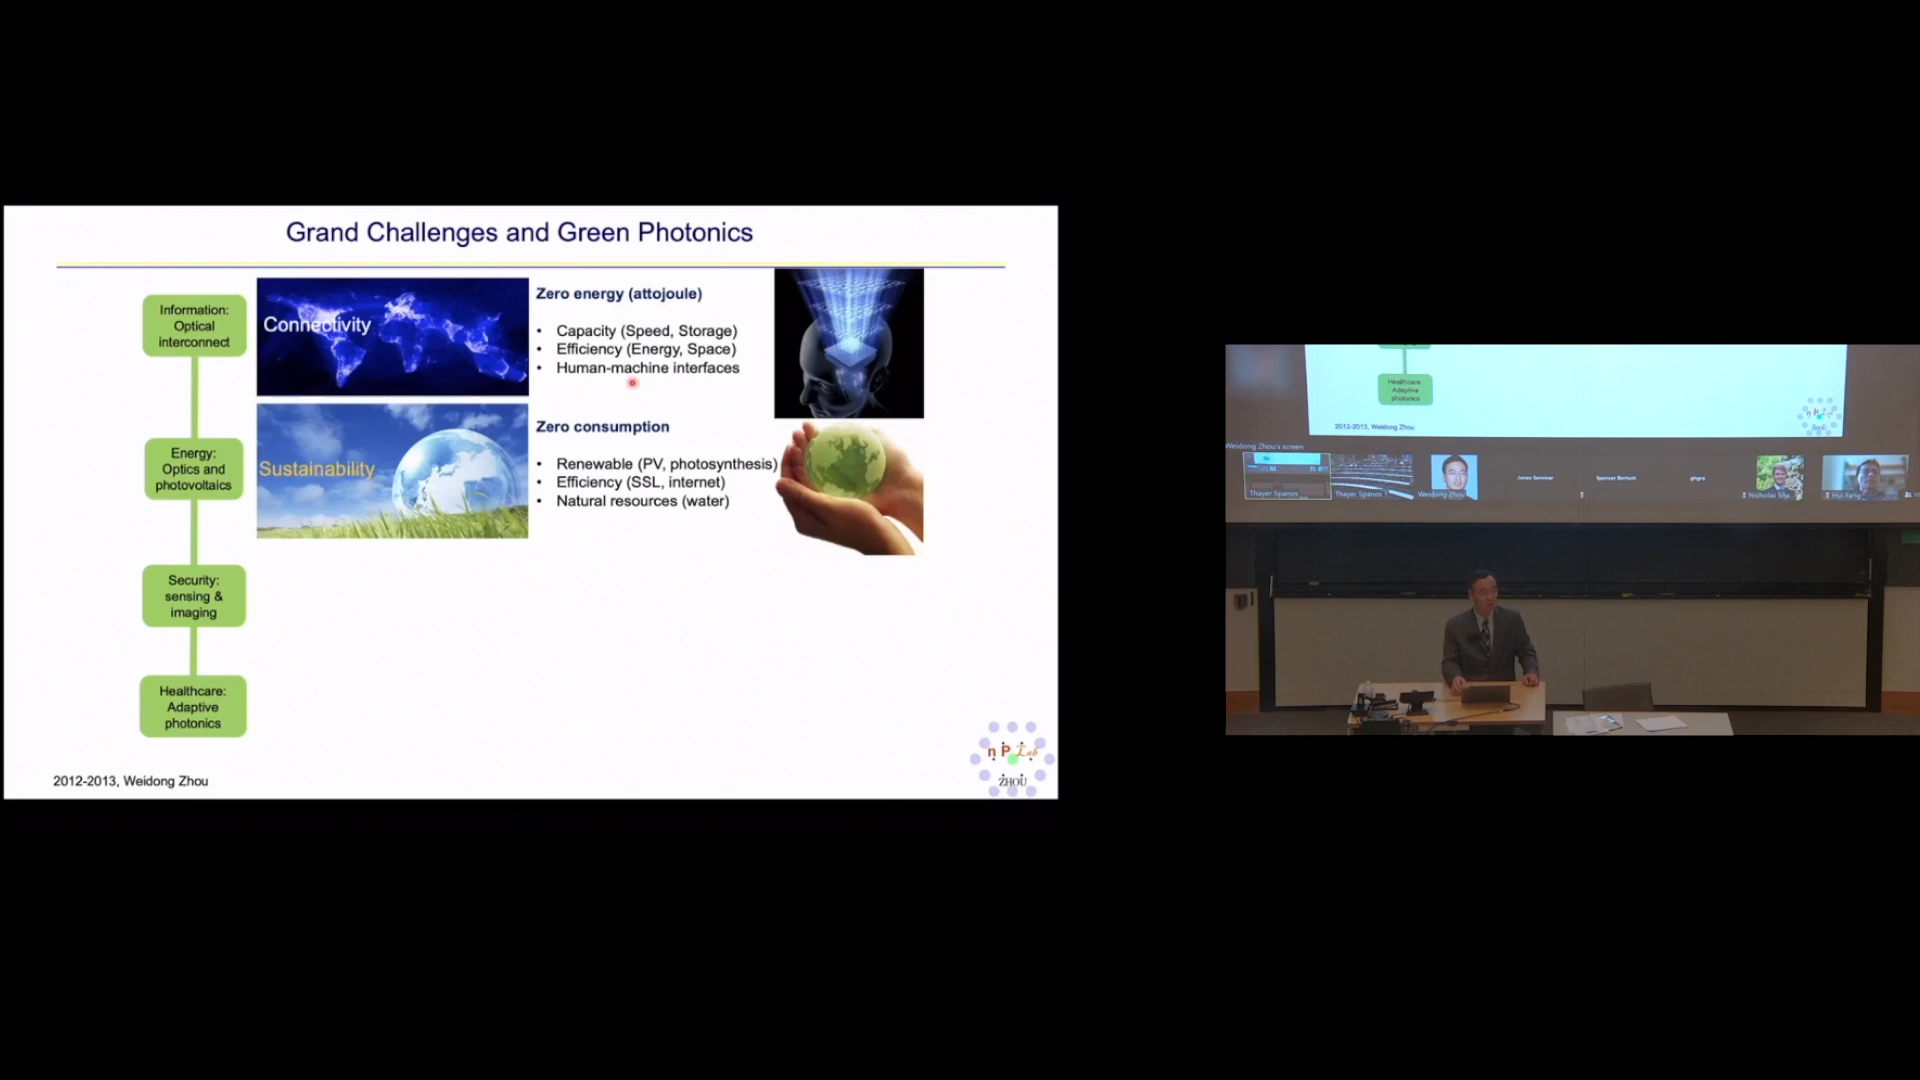 Grand Challenges and Green Photonics
Information:
Optical
interconnect
Energy:
Optics and
photovoltaics
Security:
sensing &
imaging
Healthcare:
Adaptive
photonics
Connectivity
Zero energy (attojoule)
• Capacity (Speed, Storage)
• Efficiency (Energy, Space)
• Human-machine interfaces
Sustainability
Zero consumption
• Renewable (PV, photosynthesis)
• Efficiency (SSL, internet)
• Natural resources (water)
2012-2013, Weidong Zhou
n P Lab
ZHOU
Healthcare:
Adaptive
photonics
2012-2013, Weidong Zhou
Weidong Zhou's screen
Thayer Spanos
Thayer Spanos
Weidong Zhou
Jones Seminar
Spencer Bertsch
Nicholas Sha
Hui Fang